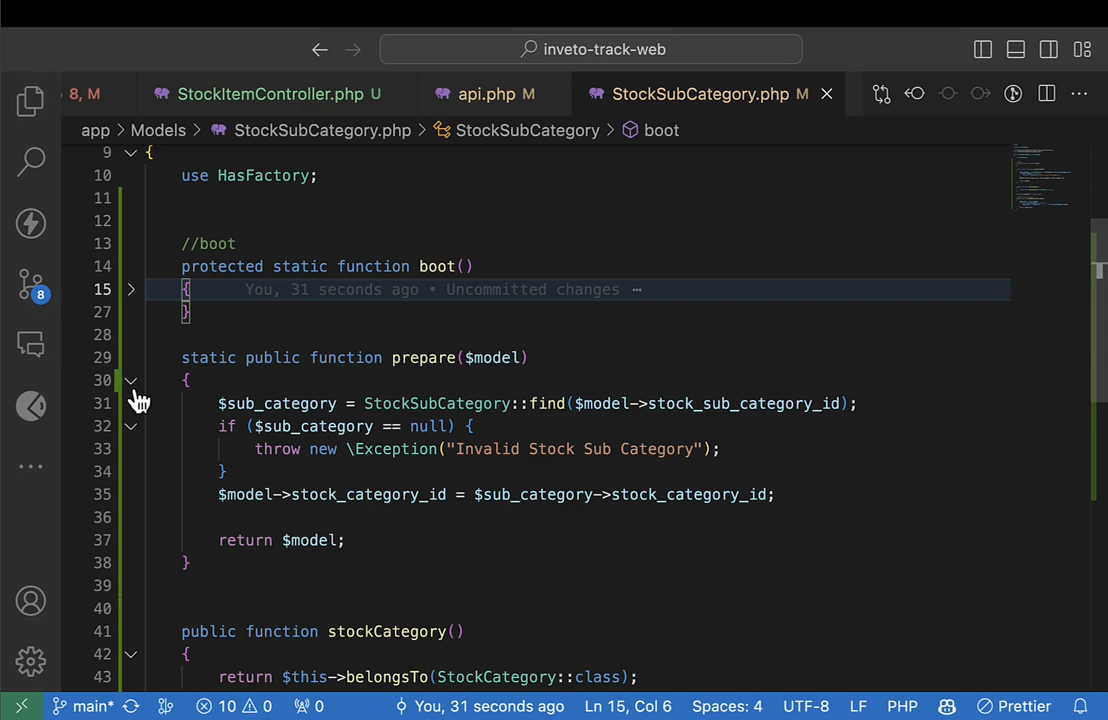 inveto-track-web
8, M
StockItemController.php U
api.php M
StockSubCategory.php M
app > Models > StockSubCategory.php > StockSubCategory > boot
9 {
10 use HasFactory;
11
12
13 //boot
14 protected static function boot()
15 { You, 31 seconds ago • Uncommitted changes ⋯
27 }
28
29 static public function prepare($model)
30 {
31 $sub_category = StockSubCategory::find($model->stock_sub_category_id);
32 if ($sub_category == null) {
33 throw new \Exception("Invalid Stock Sub Category");
34 }
35 $model->stock_category_id = $sub_category->stock_category_id;
36
37 return $model;
38 }
39
40
41 public function stockCategory()
42 {
43 return $this->belongsTo(StockCategory::class);
8
main* 10 0 0 You, 31 seconds ago Ln 15, Col 6 Spaces: 4 UTF-8 LF PHP Prettier